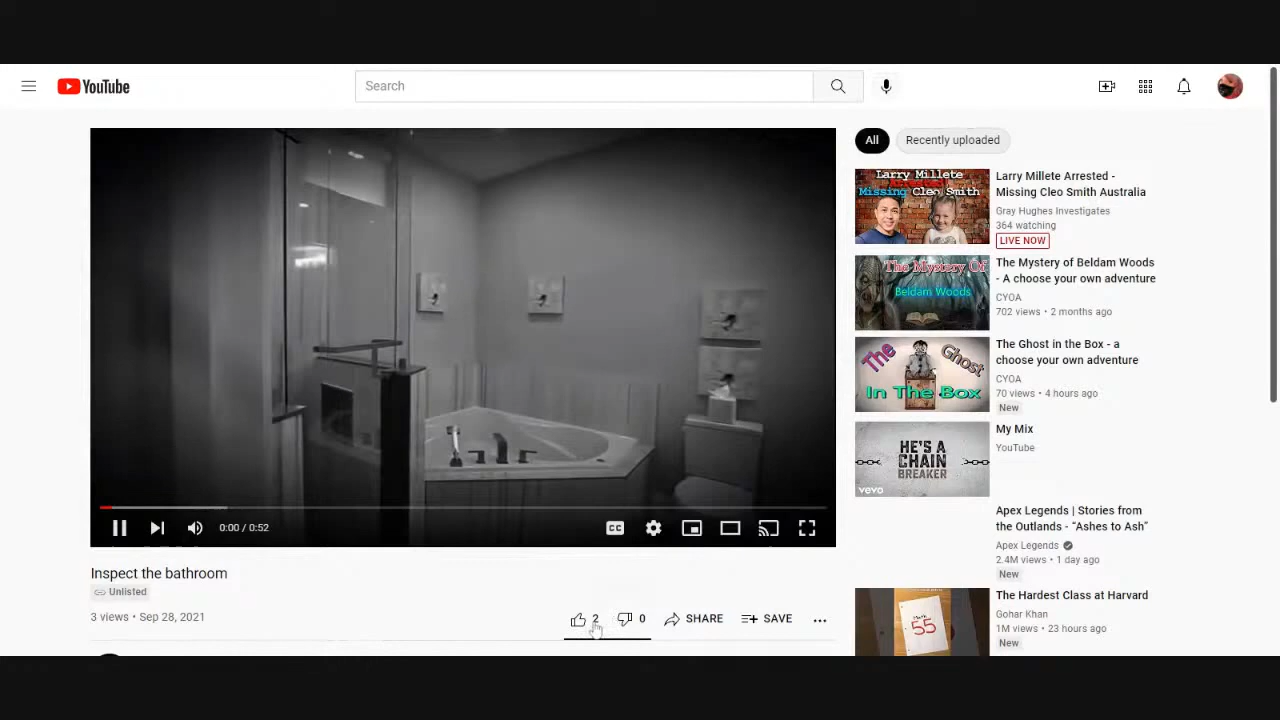 YouTube
Search
All
Recently uploaded
Larry Millete Arrested
Missing Cleo Smith
Larry Millete Arrested -
Missing Cleo Smith Australia
Gray Hughes Investigates
364 watching
LIVE NOW
The Mystery Of
Beldam Woods
The Mystery of Beldam Woods
- A choose your own adventure
CYOA
702 views • 2 months ago
The Ghost
In The Box
The Ghost in the Box - a
choose your own adventure
CYOA
70 views • 4 hours ago
New
HE'S A
CHAIN
BREAKER
vevo
My Mix
YouTube
Apex Legends | Stories from
the Outlands - “Ashes to Ash”
Apex Legends
2.4M views • 1 day ago
New
55
The Hardest Class at Harvard
Gohar Khan
1M views • 23 hours ago
New
0:00 / 0:52
CC
Inspect the bathroom
Unlisted
3 views • Sep 28, 2021
2
0
SHARE
SAVE